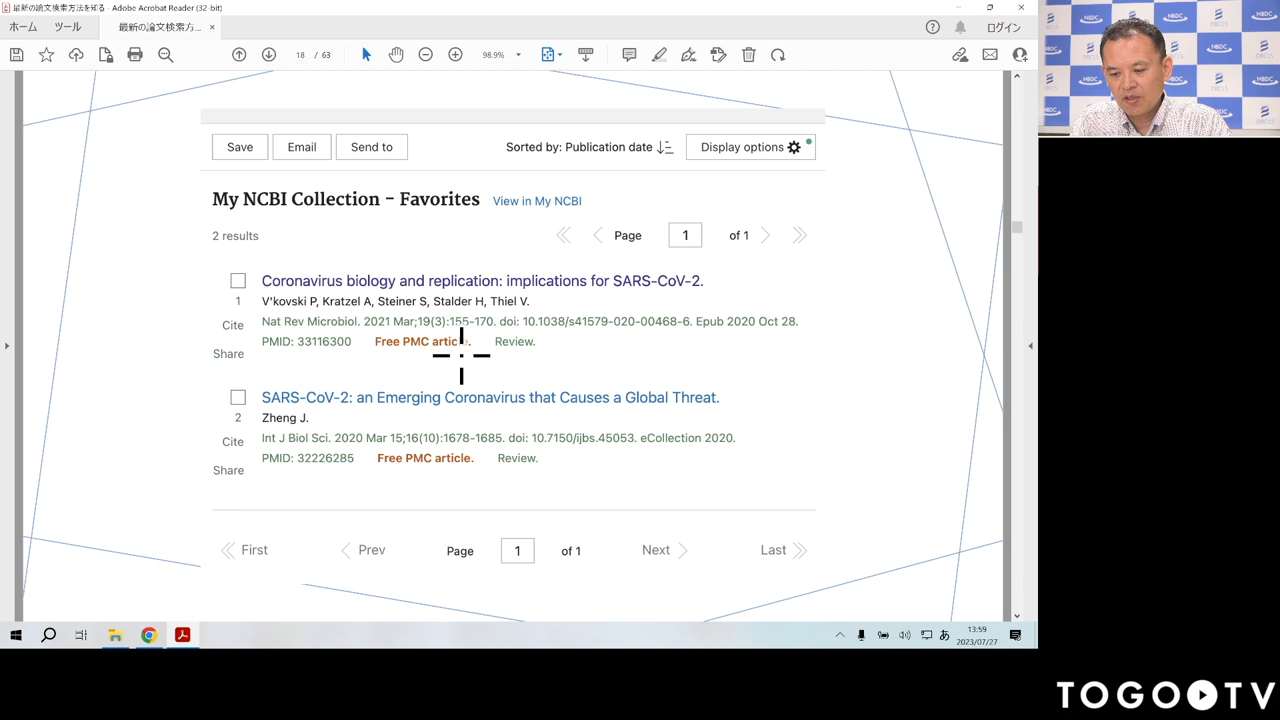 最新の論文検索方法を知る - Adobe Acrobat Reader (32-bit)
ホーム ツール 最新の論文検索方... × ログイン
18 / 63 98.9%
Save Email Send to Sorted by: Publication date Display options
My NCBI Collection – Favorites View in My NCBI
2 results Page 1 of 1
Coronavirus biology and replication: implications for SARS-CoV-2.
1 V'kovski P, Kratzel A, Steiner S, Stalder H, Thiel V.
Cite Nat Rev Microbiol. 2021 Mar;19(3):155-170. doi: 10.1038/s41579-020-00468-6. Epub 2020 Oct 28.
Share PMID: 33116300 Free PMC article. Review.
SARS-CoV-2: an Emerging Coronavirus that Causes a Global Threat.
2 Zheng J.
Cite Int J Biol Sci. 2020 Mar 15;16(10):1678-1685. doi: 10.7150/ijbs.45053. eCollection 2020.
Share PMID: 32226285 Free PMC article. Review.
First Prev Page 1 of 1 Next Last
あ 13:59
2023/07/27
NBDC
DBCLS
TOGO TV